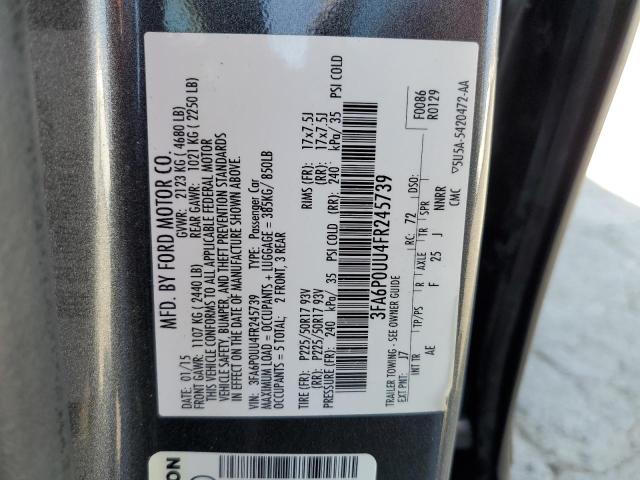 MFD. BY FORD MOTOR CO.
DATE: 01/15
GVWR: 2123 KG ( 4680 LB)
FRONT GAWR: 1107 KG ( 2440 LB)
REAR GAWR: 1021 KG ( 2250 LB)
THIS VEHICLE CONFORMS TO ALL APPLICABLE FEDERAL MOTOR
VEHICLE SAFETY, BUMPER, AND THEFT PREVENTION STANDARDS
IN EFFECT ON THE DATE OF MANUFACTURE SHOWN ABOVE.
VIN: 3FA6P0UU4FR245739
TYPE: Passenger Car
MAXIMUM LOAD = OCCUPANTS + LUGGAGE = 385KG/ 850LB
OCCUPANTS = 5 TOTAL: 2 FRONT, 3 REAR
TIRE (FR): P225/50R17 93V RIMS (FR): 17x7.5J
P225/50R17 93V 17x7.5J
PRESSURE (FR): 240 kPa/ 35 PSI COLD (RR): 240 kPa/ 35 PSI COLD
3FA6P0UU4FR245739
F0086
R0129
TRAILER TOWING - SEE OWNER GUIDE
EXT PNT: J7 RC: 72 DSO:
INT TR TP/PS R AXLE TR SPR
AE F 25 J NNRR
CMC
5U5A-5420472-AA
ON